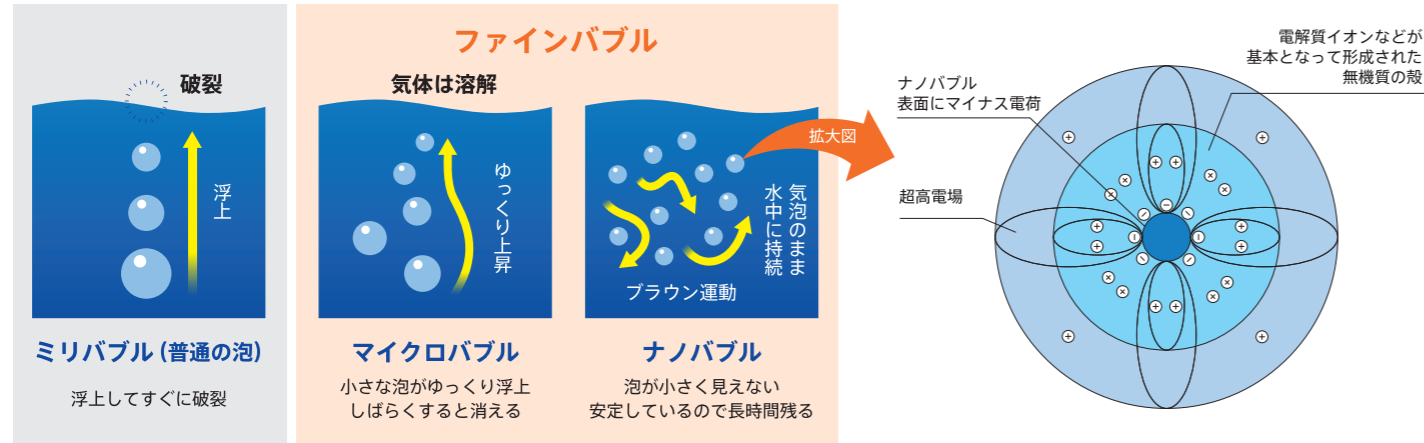 ファインバブル
破裂
浮上
ミリバブル (普通の泡)
浮上してすぐに破裂
気体は溶解
ゆっくり上昇
マイクロバブル
小さな泡がゆっくり浮上
しばらくすると消える
気泡のまま
水中に持続
ブラウン運動
ナノバブル
泡が小さく見えない
安定しているので長時間残る
拡大図
ナノバブル
表面にマイナス電荷
超高電場
電解質イオンなどが
基本となって形成された
無機質の殻